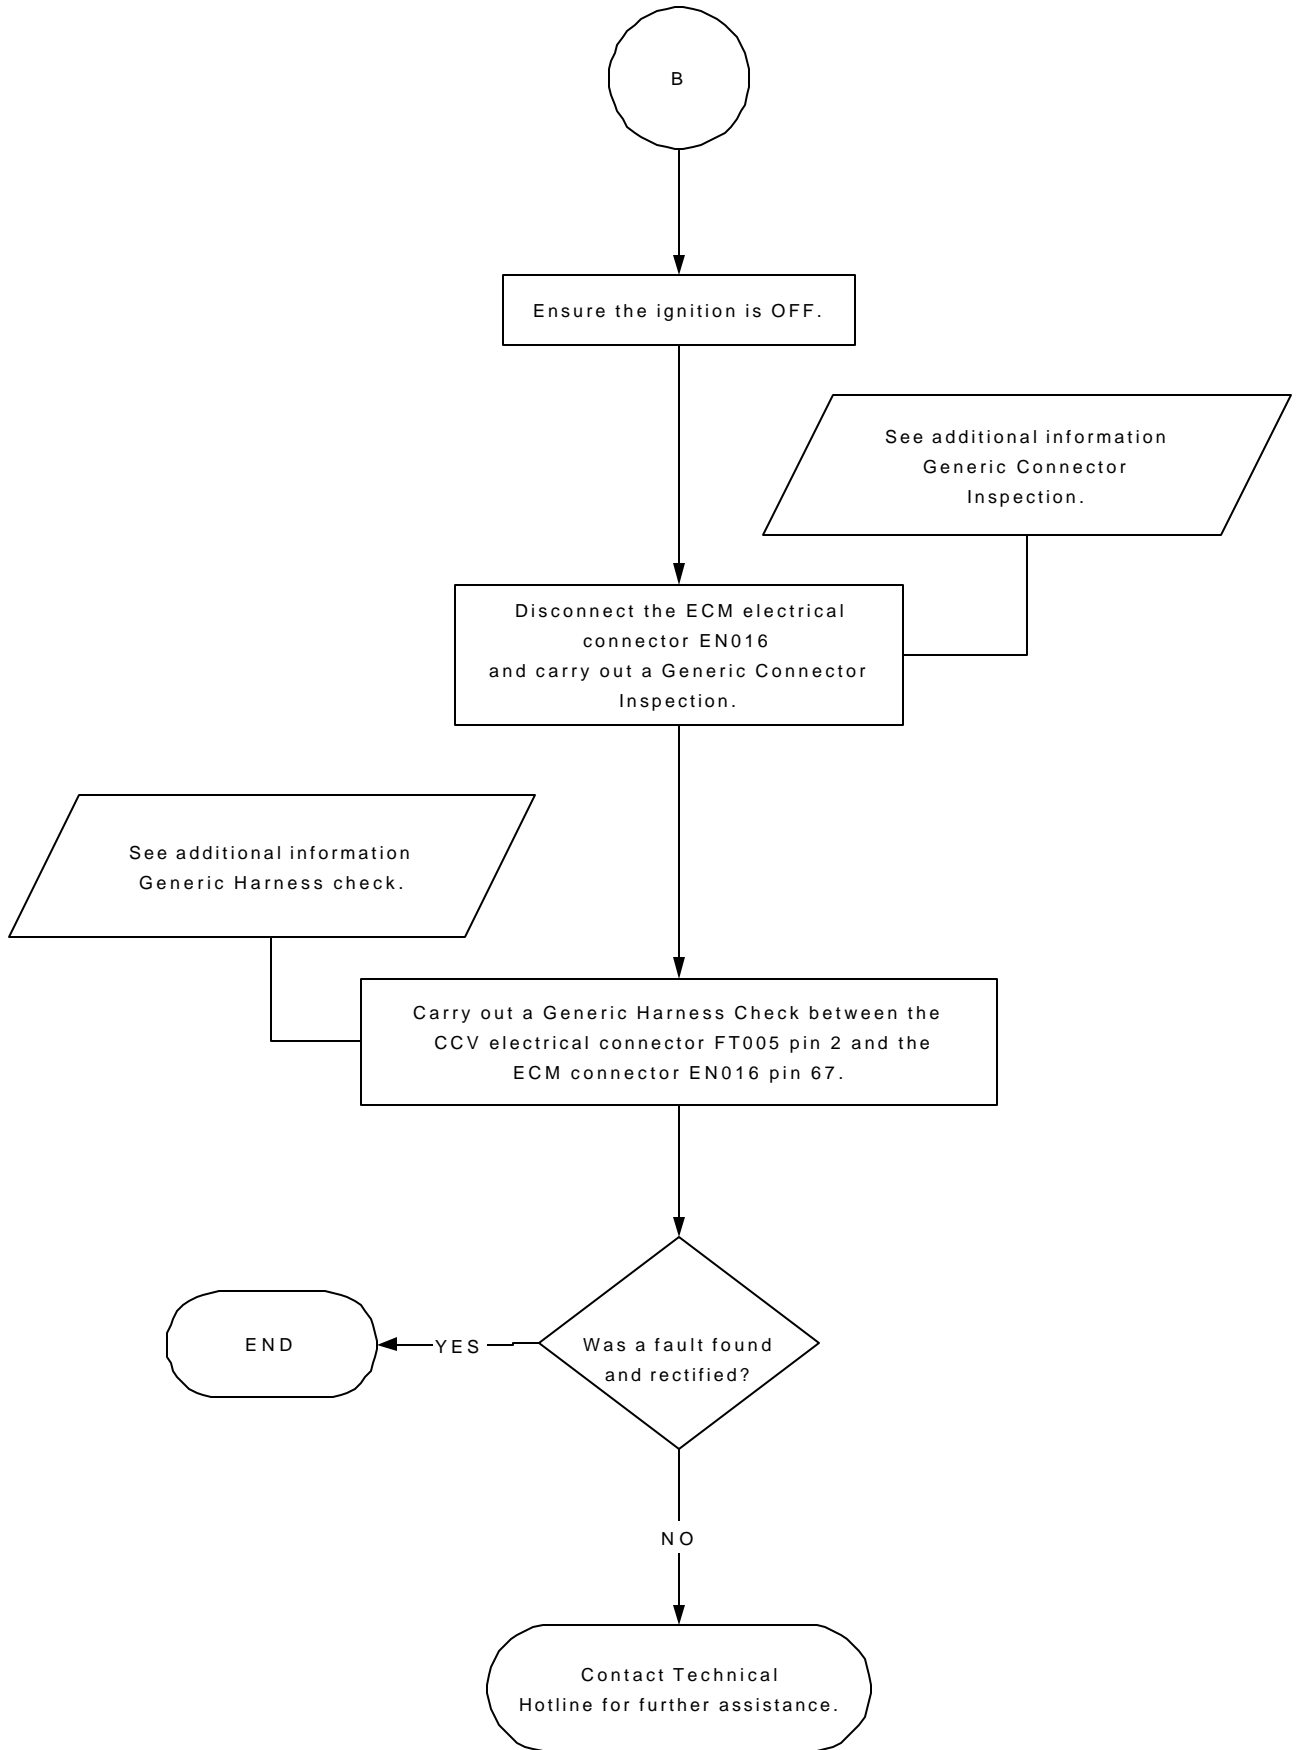 B
Ensure the ignition is OFF.
See additional information
Generic Connector
Inspection.
Disconnect the ECM electrical
connector EN016
and carry out a Generic Connector
Inspection.
See additional information
Generic Harness check.
Carry out a Generic Harness Check between the
CCV electrical connector FT005 pin 2 and the
ECM connector EN016 pin 67.
Was a fault found
and rectified?
YES
END
NO
Contact Technical
Hotline for further assistance.